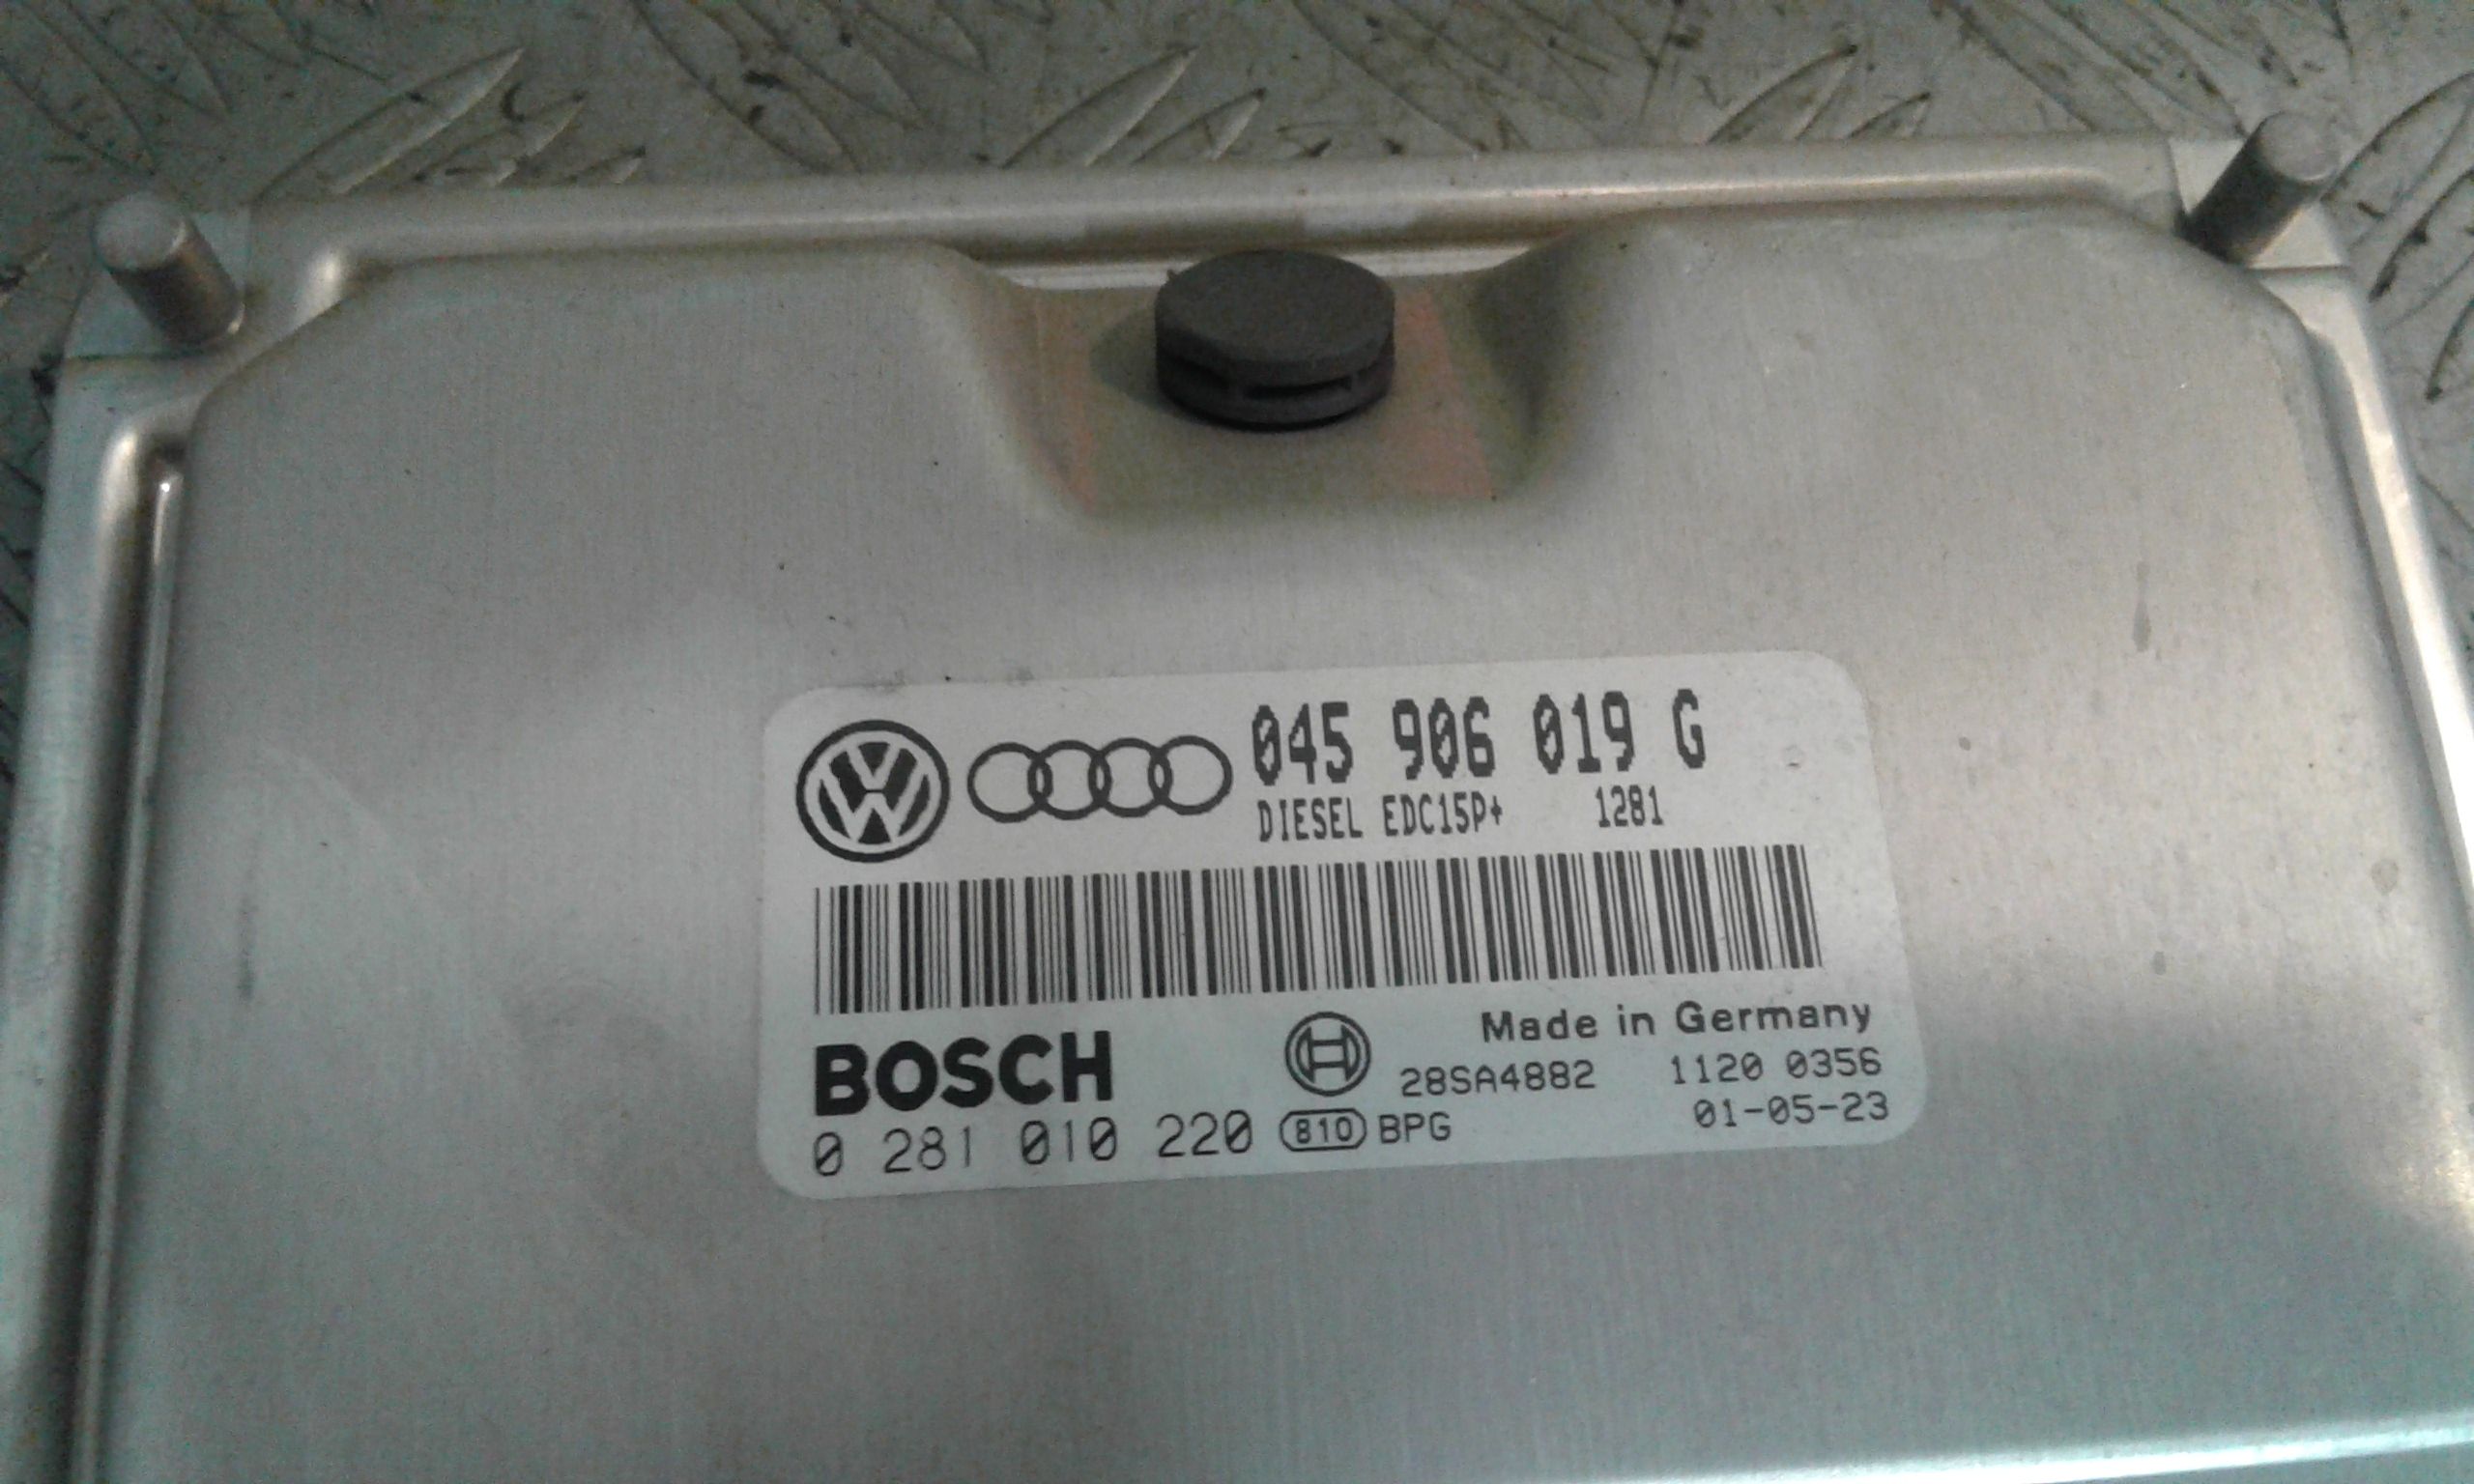 045 906 019 G
DIESEL EDC15P+ 1281
BOSCH
Made in Germany
28SA4882 1120 0356
0 281 010 220 810 BPG 01-05-23